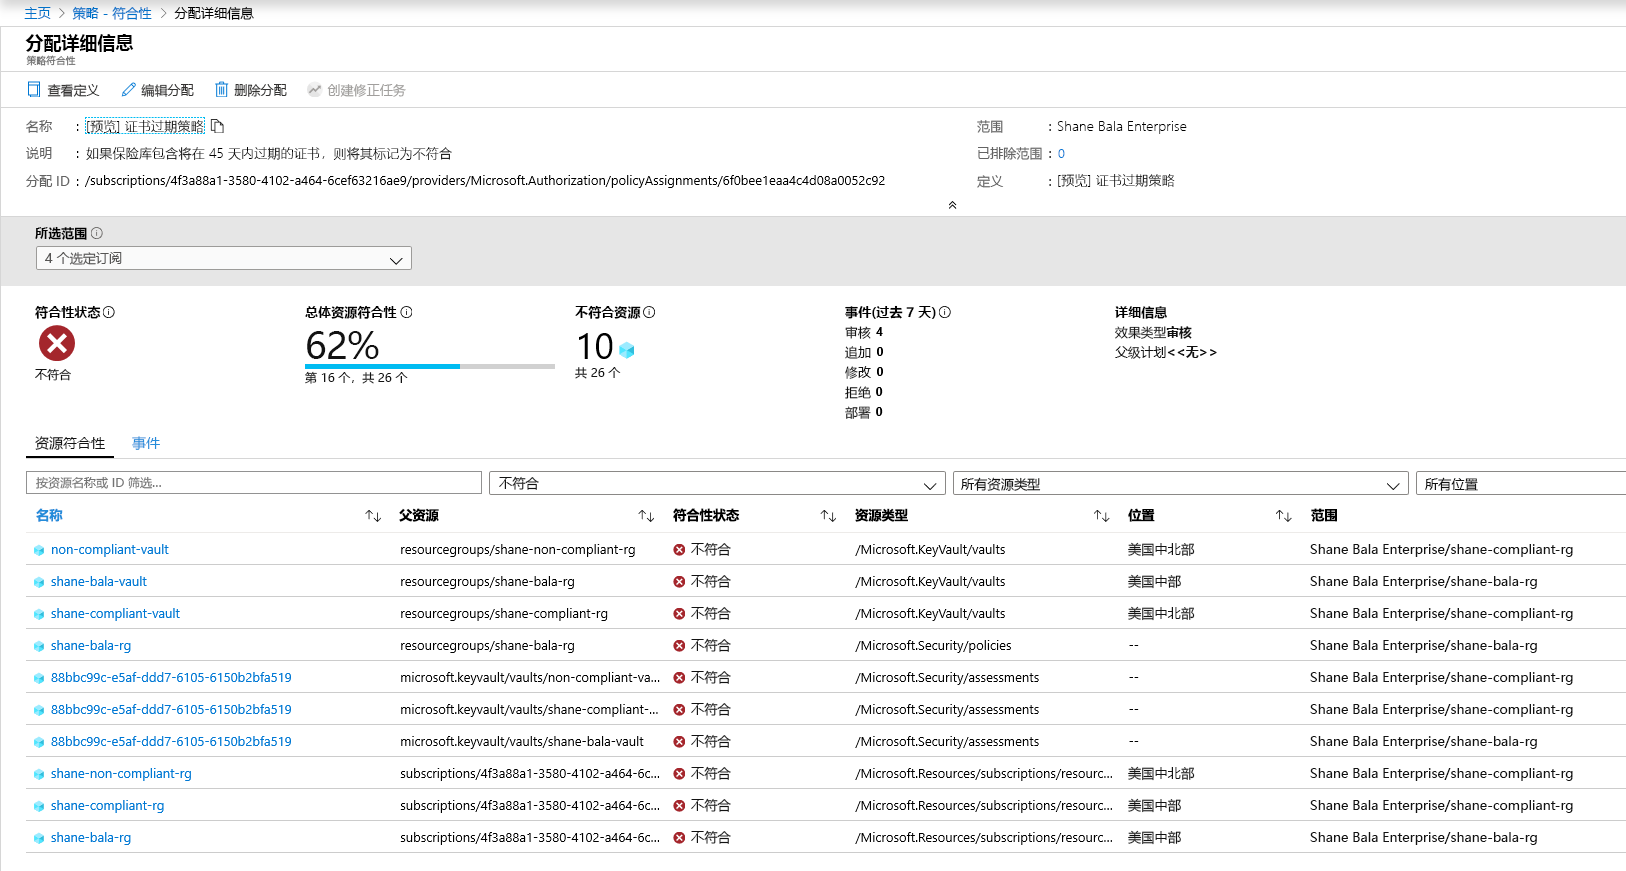 主页 > 策略 - 符合性 > 分配详细信息
分配详细信息
策略符合性
查看定义 编辑分配 删除分配 创建修正任务
名称 : [预览] 证书过期策略
范围 : Shane Bala Enterprise
说明 : 如果保险库包含将在 45 天内过期的证书，则将其标记为不符合
已排除范围 : 0
分配 ID : /subscriptions/4f3a88a1-3580-4102-a464-6cef63216ae9/providers/Microsoft.Authorization/policyAssignments/6f0bee1eaa4c4d08a0052c92
定义 : [预览] 证书过期策略
所选范围
4 个选定订阅
符合性状态
不符合
总体资源符合性
62%
第 16 个，共 26 个
不符合资源
10
共 26 个
事件(过去 7 天)
审核 4
追加 0
修改 0
拒绝 0
部署 0
详细信息
效果类型审核
父级计划<<无>>
资源符合性 事件
按资源名称或 ID 筛选... 不符合 所有资源类型 所有位置
名称 父资源 符合性状态 资源类型 位置 范围
non-compliant-vault resourcegroups/shane-non-compliant-rg 不符合 /Microsoft.KeyVault/vaults 美国中北部 Shane Bala Enterprise/shane-compliant-rg
shane-bala-vault resourcegroups/shane-bala-rg 不符合 /Microsoft.KeyVault/vaults 美国中部 Shane Bala Enterprise/shane-bala-rg
shane-compliant-vault resourcegroups/shane-compliant-rg 不符合 /Microsoft.KeyVault/vaults 美国中北部 Shane Bala Enterprise/shane-compliant-rg
shane-bala-rg resourcegroups/shane-bala-rg 不符合 /Microsoft.Security/policies -- Shane Bala Enterprise/shane-bala-rg
88bbc99c-e5af-ddd7-6105-6150b2bfa519 microsoft.keyvault/vaults/non-compliant-va... 不符合 /Microsoft.Security/assessments -- Shane Bala Enterprise/shane-compliant-rg
88bbc99c-e5af-ddd7-6105-6150b2bfa519 microsoft.keyvault/vaults/shane-compliant-... 不符合 /Microsoft.Security/assessments -- Shane Bala Enterprise/shane-compliant-rg
88bbc99c-e5af-ddd7-6105-6150b2bfa519 microsoft.keyvault/vaults/shane-bala-vault 不符合 /Microsoft.Security/assessments -- Shane Bala Enterprise/shane-bala-rg
shane-non-compliant-rg subscriptions/4f3a88a1-3580-4102-a464-6c... 不符合 /Microsoft.Resources/subscriptions/resourc... 美国中北部 Shane Bala Enterprise/shane-compliant-rg
shane-compliant-rg subscriptions/4f3a88a1-3580-4102-a464-6c... 不符合 /Microsoft.Resources/subscriptions/resourc... 美国中部 Shane Bala Enterprise/shane-compliant-rg
shane-bala-rg subscriptions/4f3a88a1-3580-4102-a464-6c... 不符合 /Microsoft.Resources/subscriptions/resourc... 美国中部 Shane Bala Enterprise/shane-bala-rg